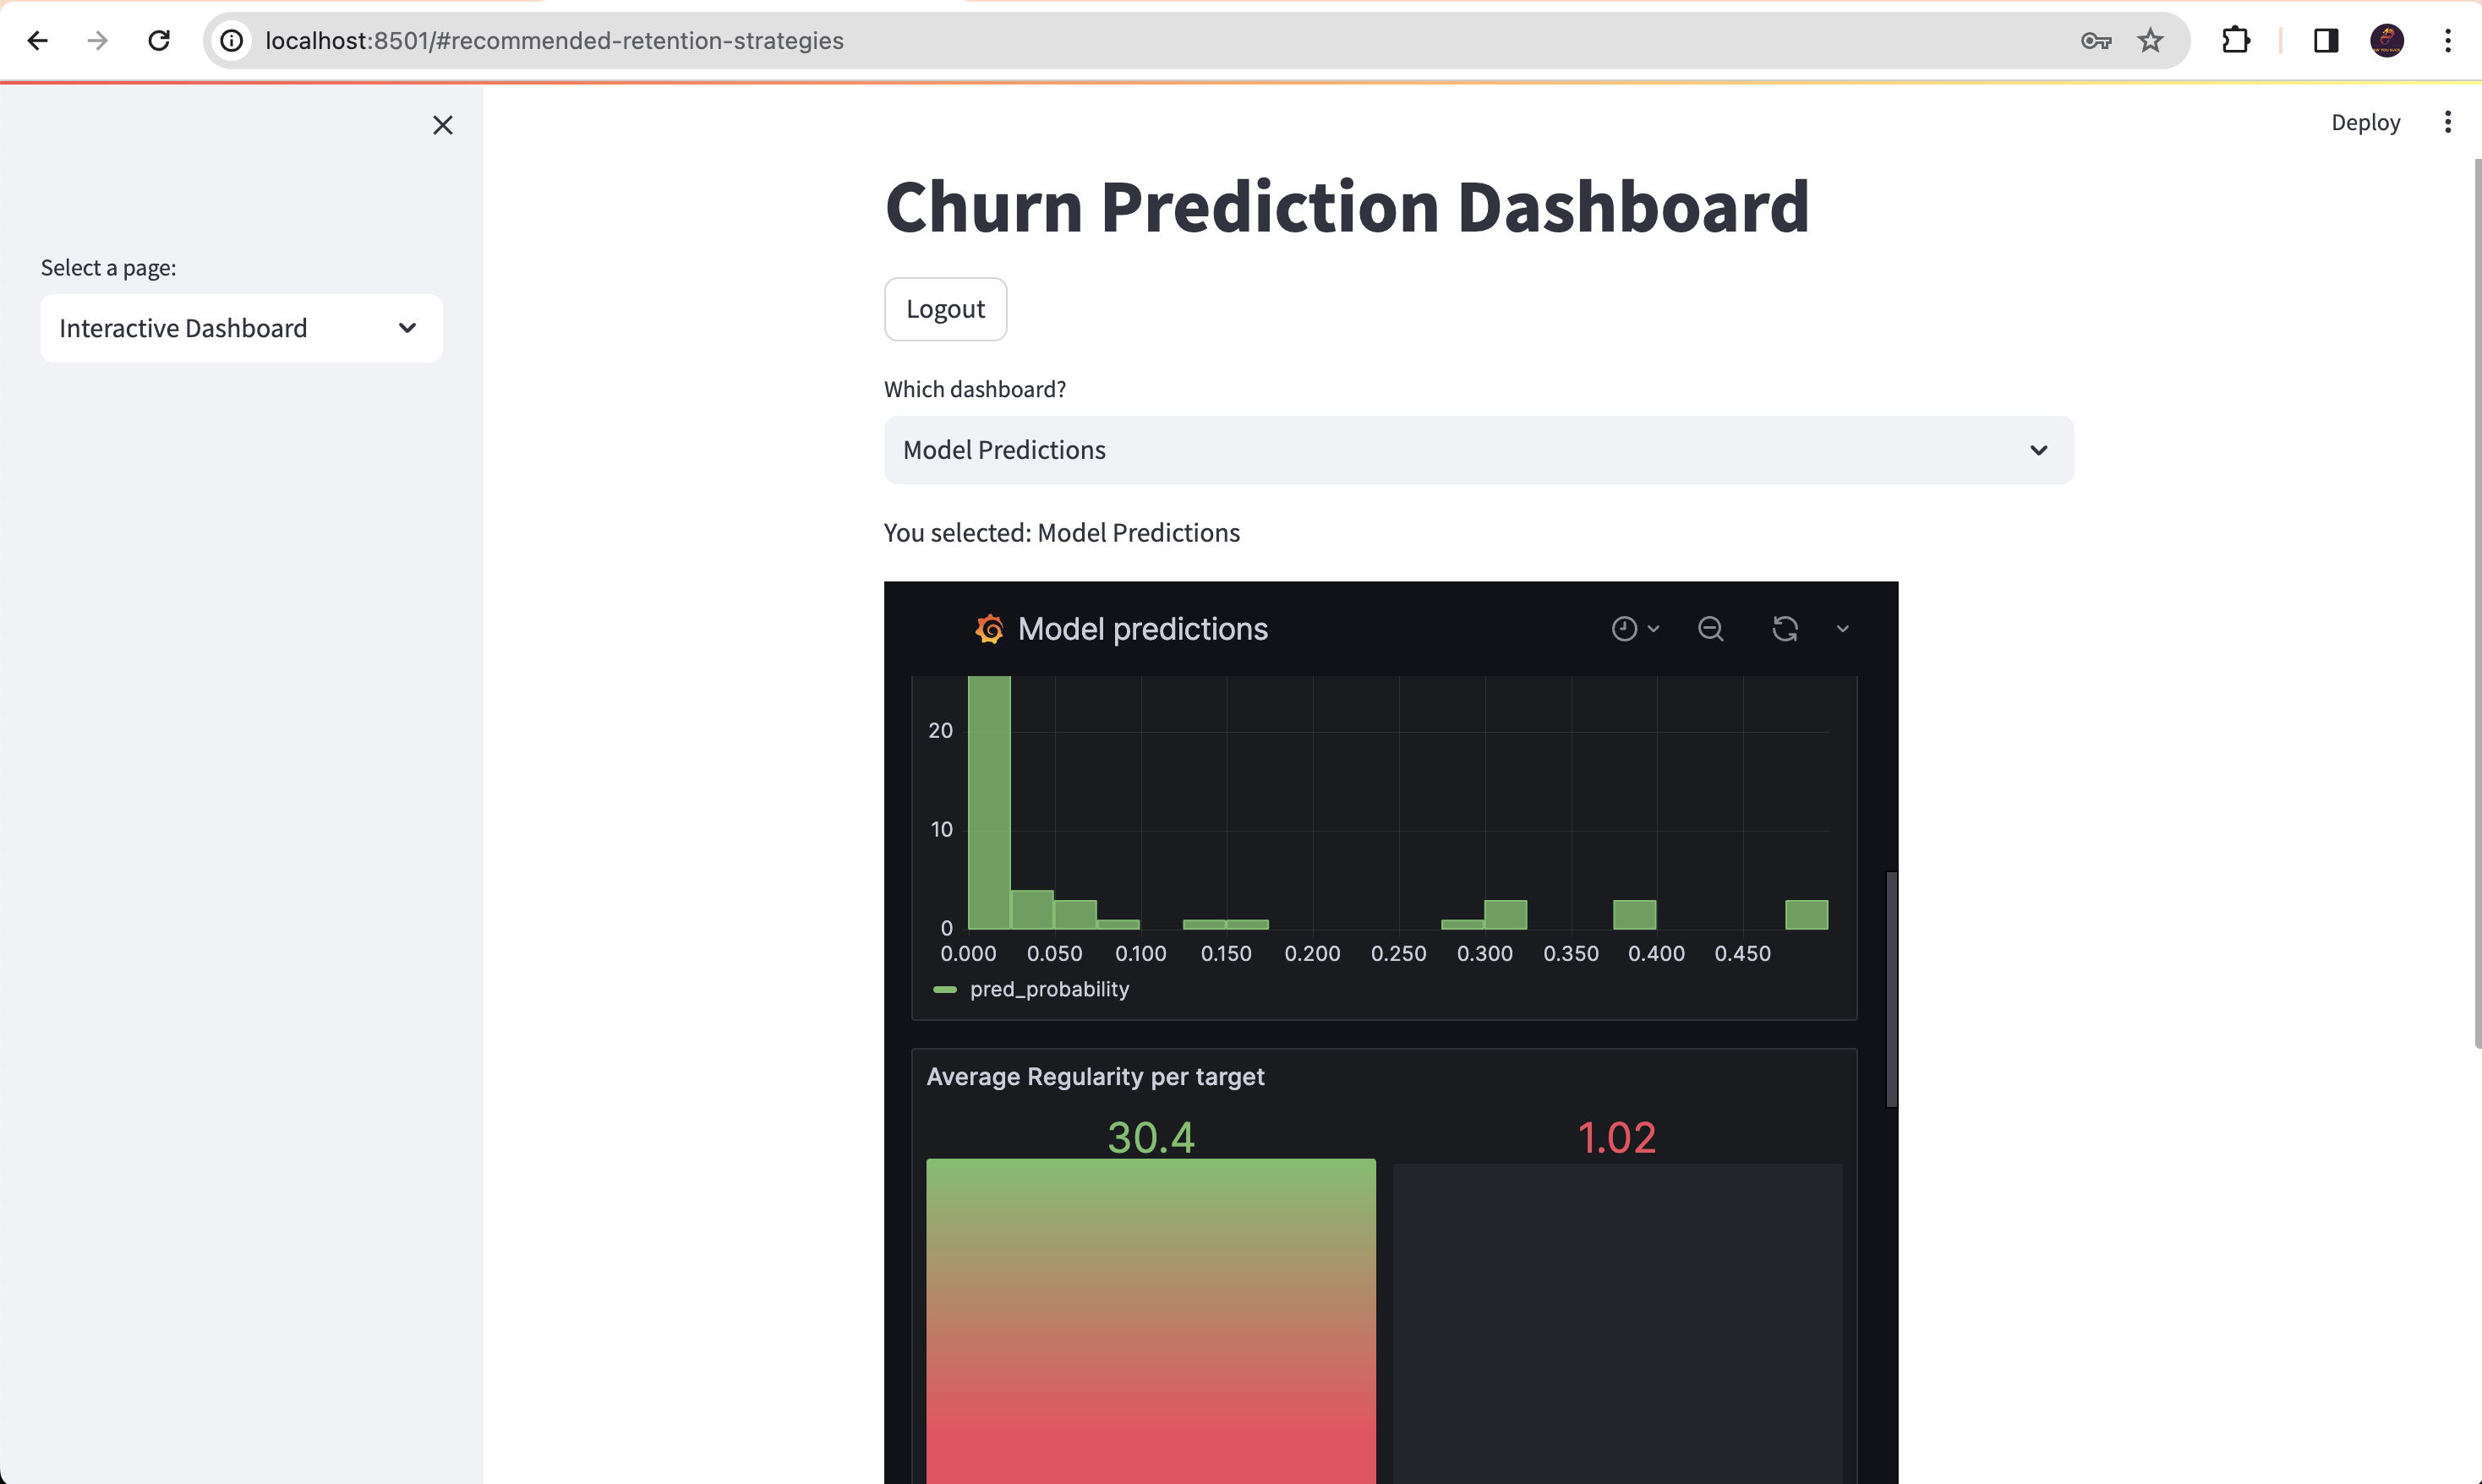 localhost:8501/#recommended-retention-strategies
Deploy
Select a page:
Interactive Dashboard
Churn Prediction Dashboard
Logout
Which dashboard?
Model Predictions
You selected: Model Predictions
Model predictions
20
10
0
0.000 0.050 0.100 0.150 0.200 0.250 0.300 0.350 0.400 0.450
pred_probability
Average Regularity per target
30.4 1.02